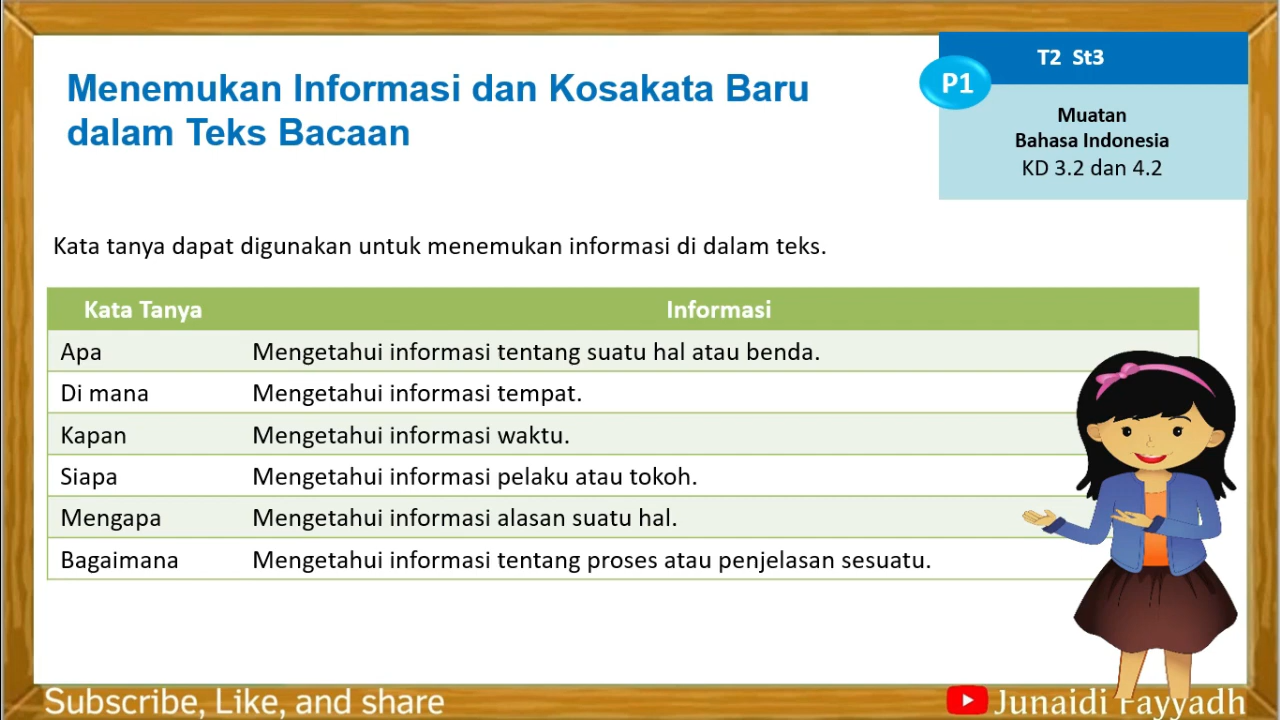 Menemukan Informasi dan Kosakata Baru
dalam Teks Bacaan
T2 St3
P1
Muatan
Bahasa Indonesia
KD 3.2 dan 4.2
Kata tanya dapat digunakan untuk menemukan informasi di dalam teks.
Kata Tanya Informasi
Apa Mengetahui informasi tentang suatu hal atau benda.
Di mana Mengetahui informasi tempat.
Kapan Mengetahui informasi waktu.
Siapa Mengetahui informasi pelaku atau tokoh.
Mengapa Mengetahui informasi alasan suatu hal.
Bagaimana Mengetahui informasi tentang proses atau penjelasan sesuatu.
Subscribe, Like, and share
Junaidi Fayyadh